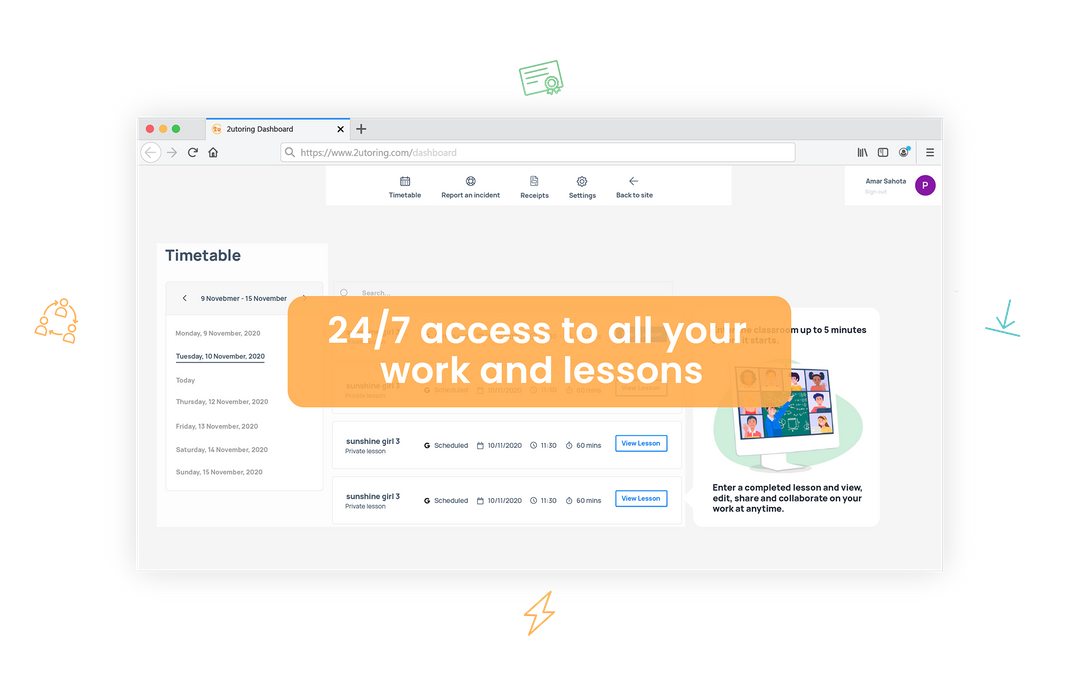 2utoring Dashboard
https://www.2utoring.com/dashboard
Timetable
Report an incident
Receipts
Settings
Back to site
Amar Sahota
Sign out
P
Timetable
9 Novebmer - 15 November
Monday, 9 November, 2020
Tuesday, 10 November, 2020
Today
Thursday, 12 November, 2020
Friday, 13 November, 2020
Saturday, 14 November, 2020
Sunday, 15 November, 2020
Search...
24/7 access to all your
work and lessons
sunshine girl 3
Private lesson
10/11/2020
60 mins
View Lesson
sunshine girl 3
Private lesson
G Scheduled 10/11/2020 11:30 60 mins View Lesson
sunshine girl 3
Private lesson
G Scheduled 10/11/2020 11:30 60 mins View Lesson
classroom up to 5 minutes
it starts.
Enter a completed lesson and view,
edit, share and collaborate on your
work at anytime.